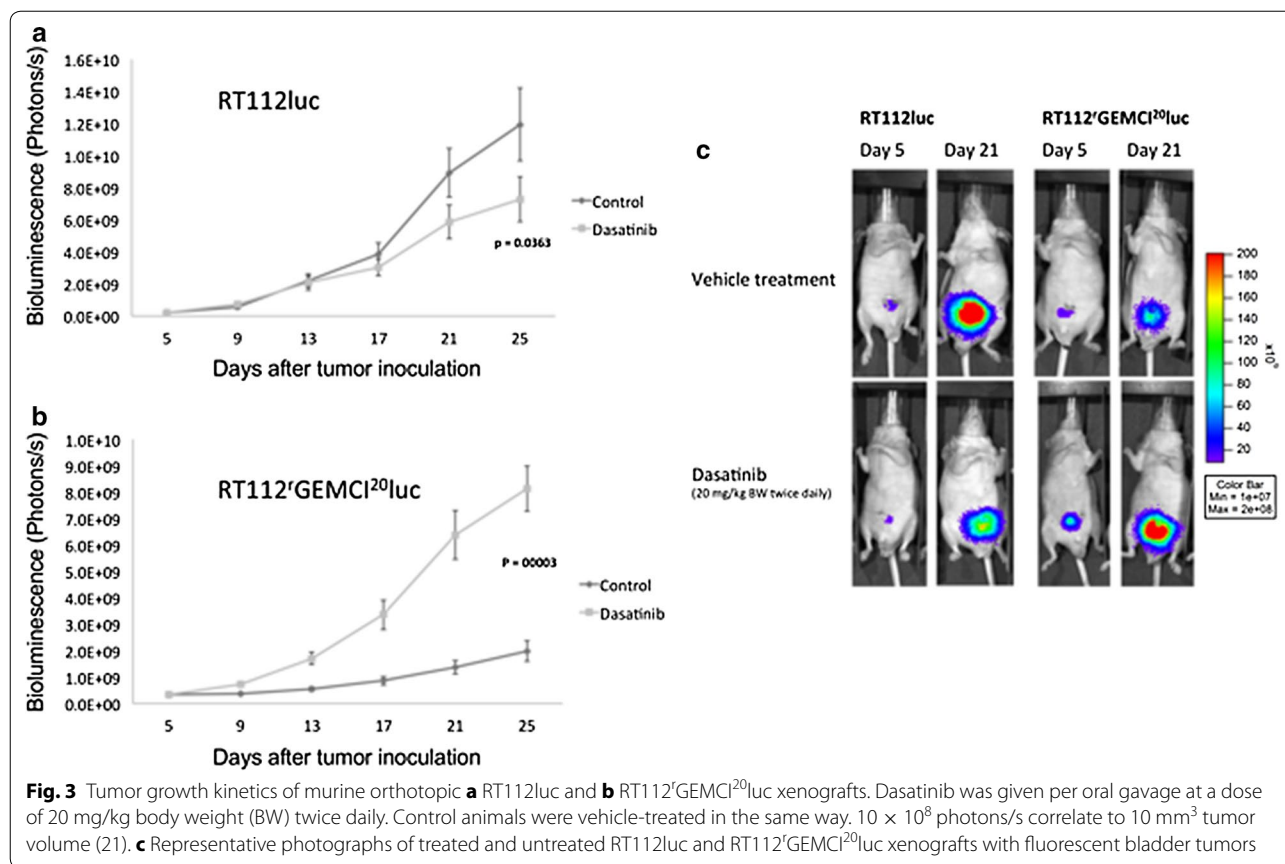 a
1.6E+10
1.4E+10
1.2E+10
1.0E+10
8.0E+09
6.0E+09
4.0E+09
2.0E+09
0.0E+00
Bioluminescence (Photons/s)
RT112luc
Control
Dasatinib
p = 0.0363
5 9 13 17 21 25
Days after tumor inoculation
b
1.0E+10
9.0E+09
8.0E+09
7.0E+09
6.0E+09
5.0E+09
4.0E+09
3.0E+09
2.0E+09
1.0E+09
0.0E+00
Bioluminescence (Photons/s)
RT112ʳGEMCI²⁰luc
P = 00003
Control
Dasatinib
5 9 13 17 21 25
Days after tumor inoculation
c
RT112luc RT112ʳGEMCI²⁰luc
Day 5 Day 21 Day 5 Day 21
Vehicle treatment
Dasatinib
(20 mg/kg BW twice daily)
200
180
160
140
120
100
80
60
40
20
Color Bar
Min = 1e+07
Max = 2e+08
Fig. 3 Tumor growth kinetics of murine orthotopic a RT112luc and b RT112ʳGEMCI²⁰luc xenografts. Dasatinib was given per oral gavage at a dose
of 20 mg/kg body weight (BW) twice daily. Control animals were vehicle-treated in the same way. 10 × 10⁸ photons/s correlate to 10 mm³ tumor
volume (21). c Representative photographs of treated and untreated RT112luc and RT112ʳGEMCI²⁰luc xenografts with fluorescent bladder tumors